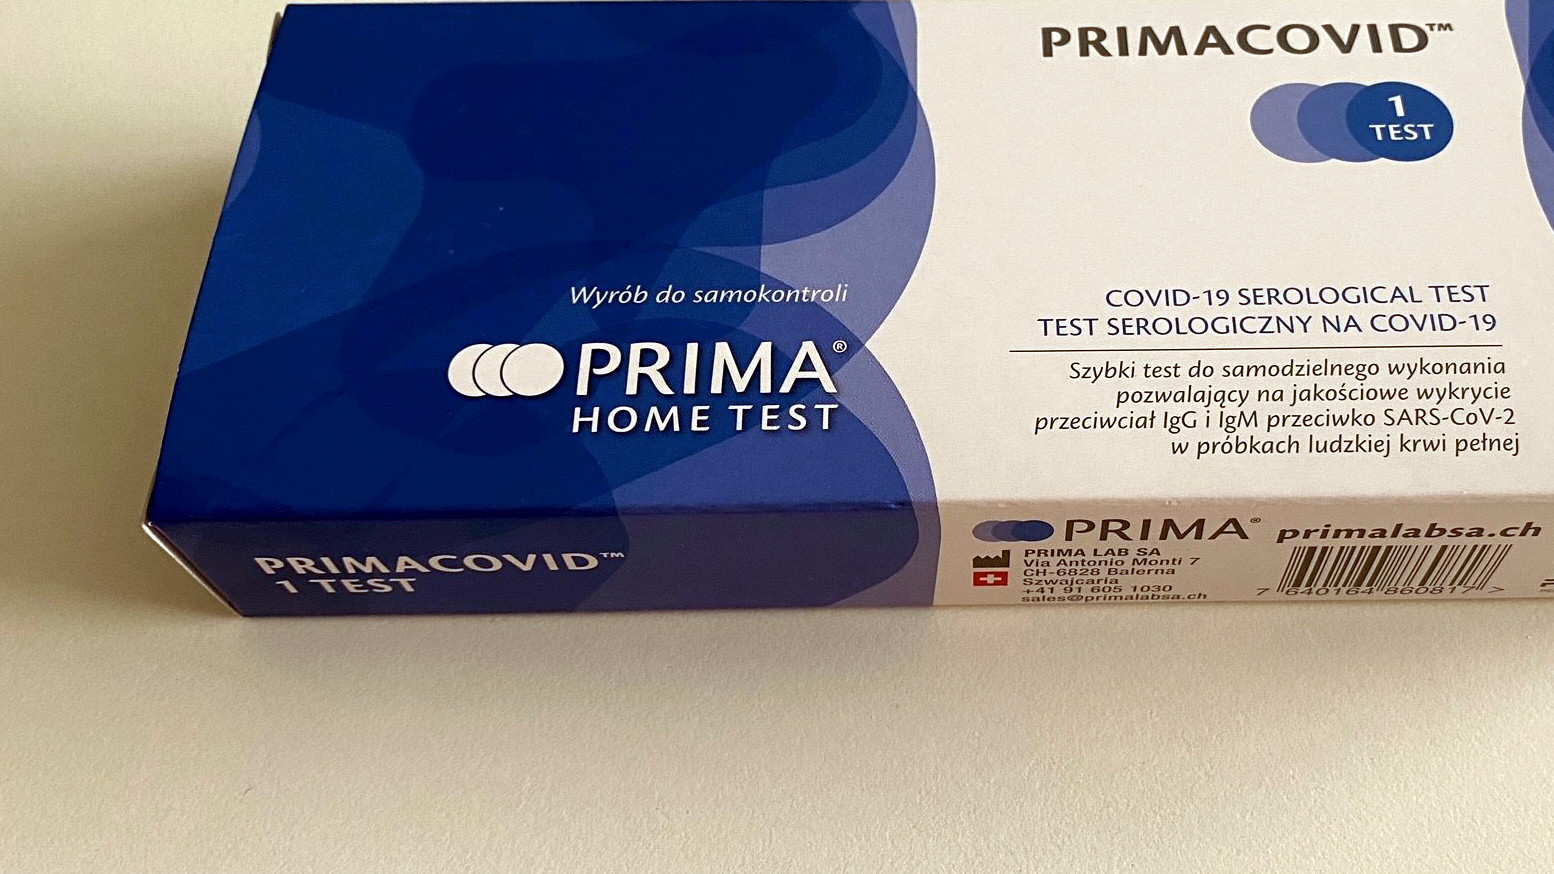 PRIMACOVID™
1
TEST
Wyrób do samokontroli
PRIMA®
HOME TEST
COVID-19 SEROLOGICAL TEST
TEST SEROLOGICZNY NA COVID-19
Szybki test do samodzielnego wykonania
pozwalający na jakościowe wykrycie
przeciwciał IgG i IgM przeciwko SARS-CoV-2
w próbkach ludzkiej krwi pełnej
PRIMACOVID™
1 TEST
PRIMA®
primalabsa.ch
PRIMA LAB SA
Via Antonio Monti 7
CH-6828 Balerna
Szwajcaria
+41 91 605 1030
sales@primalabsa.ch
7 640164 860817 >